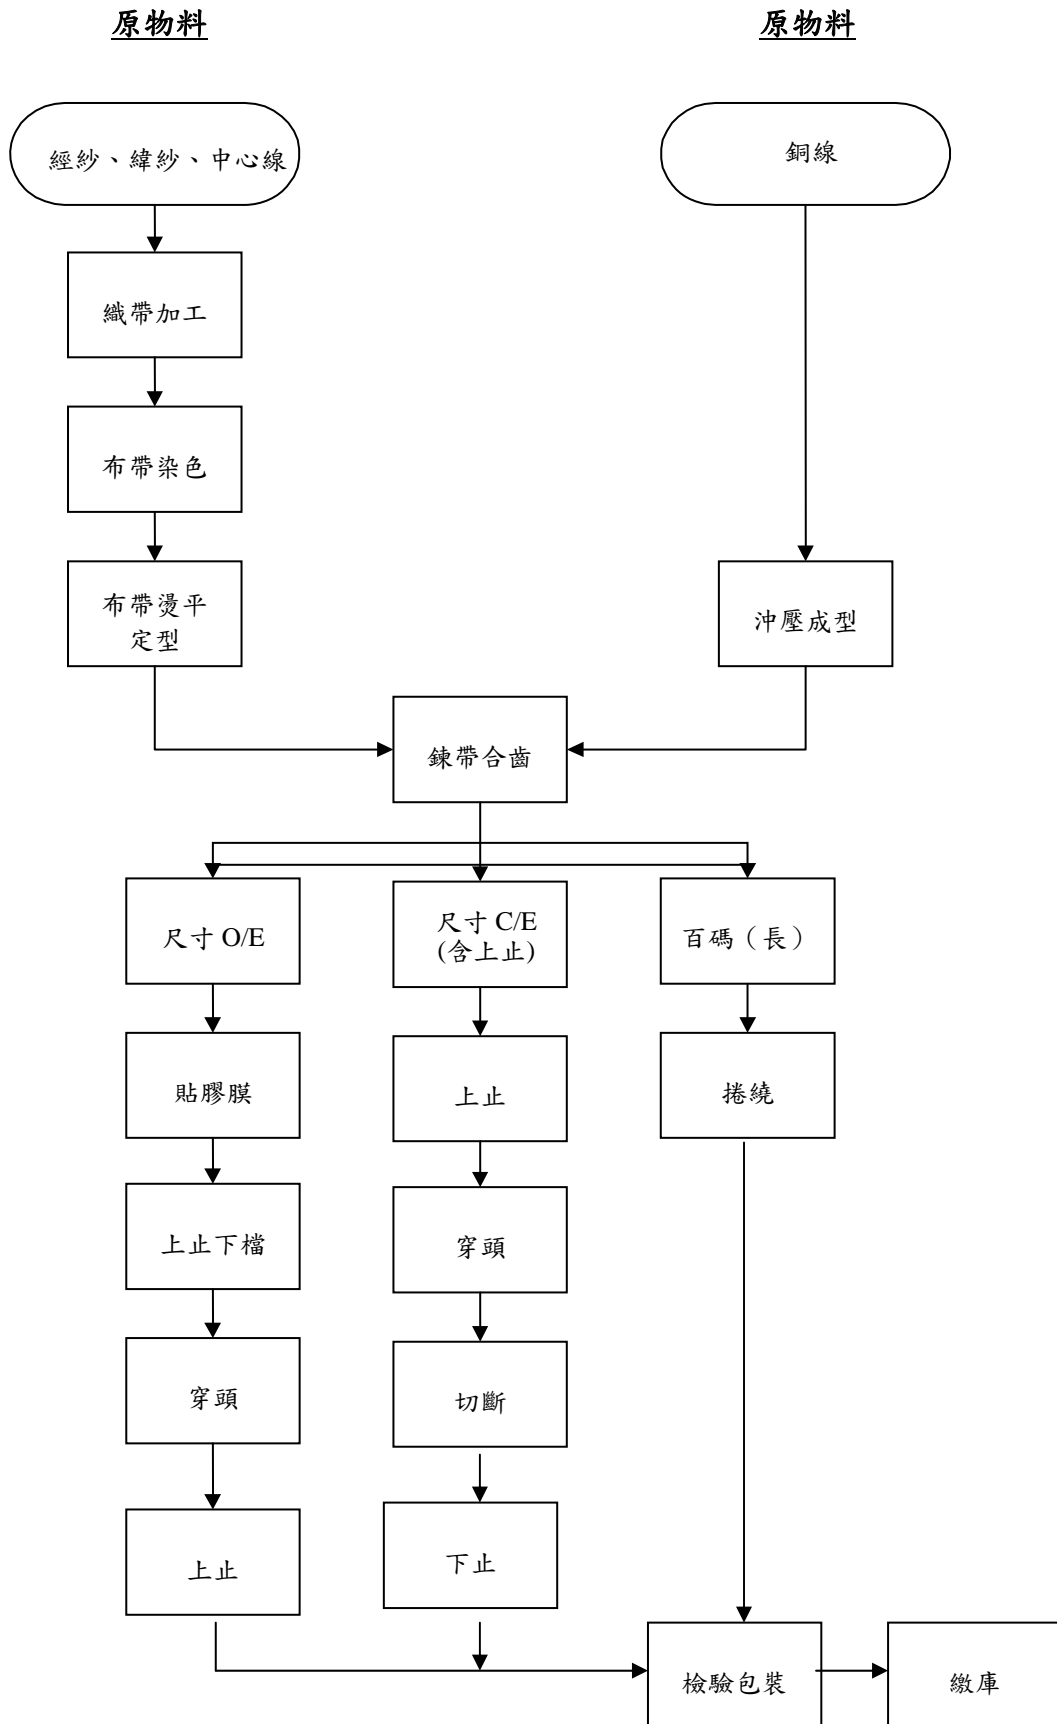 原物料
原物料
經紗、緯紗、中心線
銅線
織帶加工
布帶染色
布帶燙平
定型
沖壓成型
鍊帶合齒
尺寸 O/E
尺寸 C/E
(含上止)
百碼（長）
貼膠膜
上止
捲繞
上止下檔
穿頭
穿頭
切斷
上止
下止
檢驗包裝
繳庫